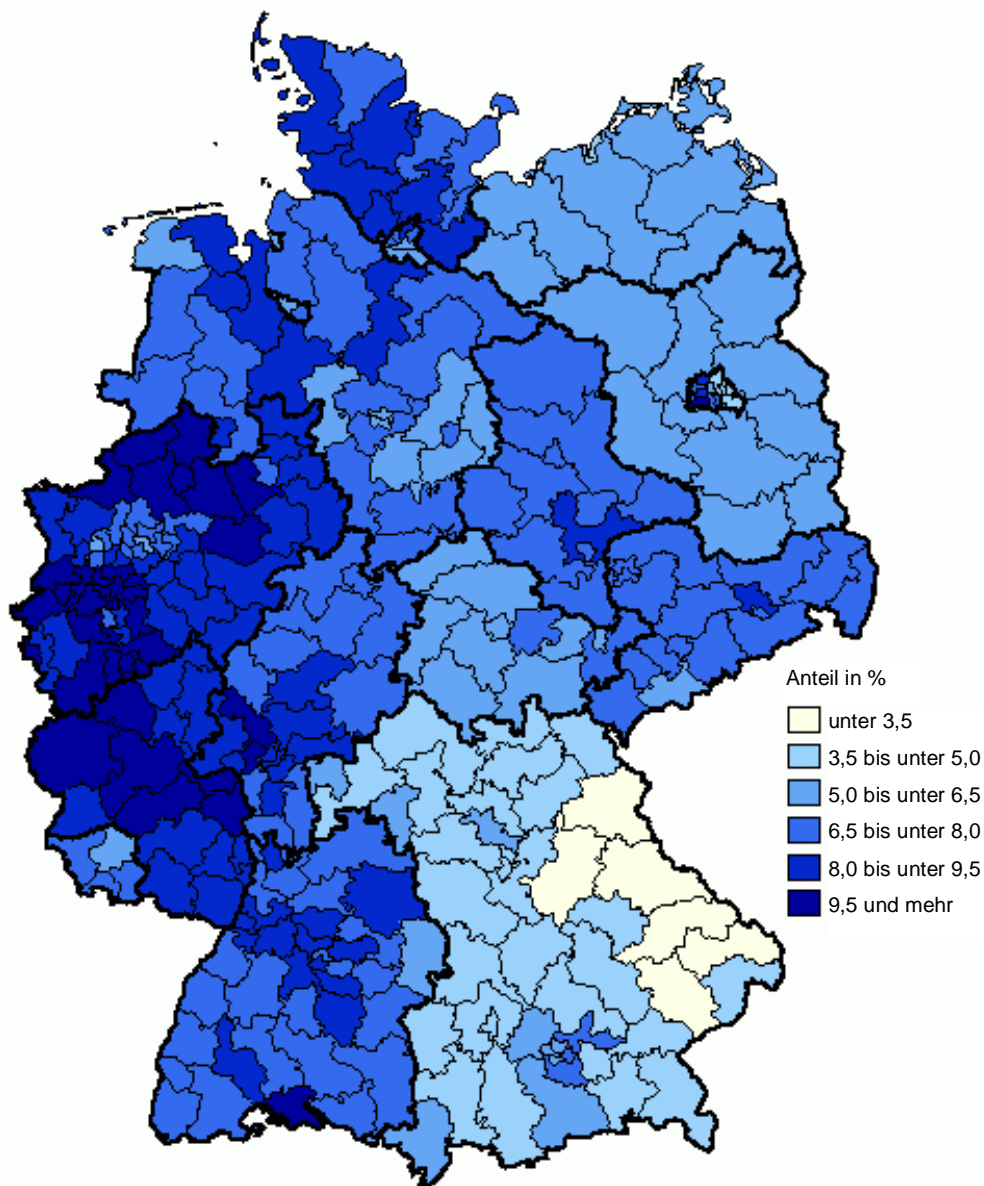 Anteil in %
unter 3,5
3,5 bis unter 5,0
5,0 bis unter 6,5
6,5 bis unter 8,0
8,0 bis unter 9,5
9,5 und mehr